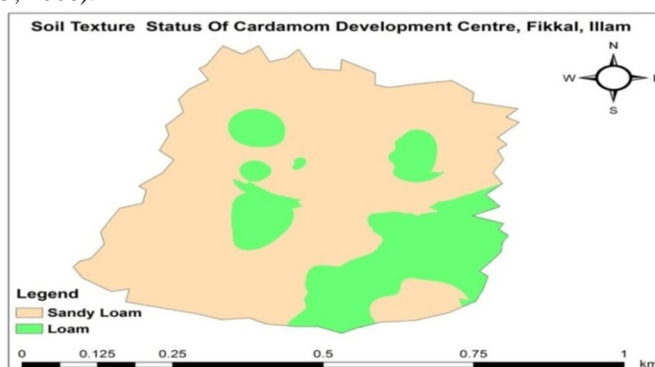 Soil Texture Status Of Cardamom Development Centre, Fikkal, Illam
N
W
S
Legend
Sandy Loam
Loam
0 0.125 0.25 0.5 0.75 1
km